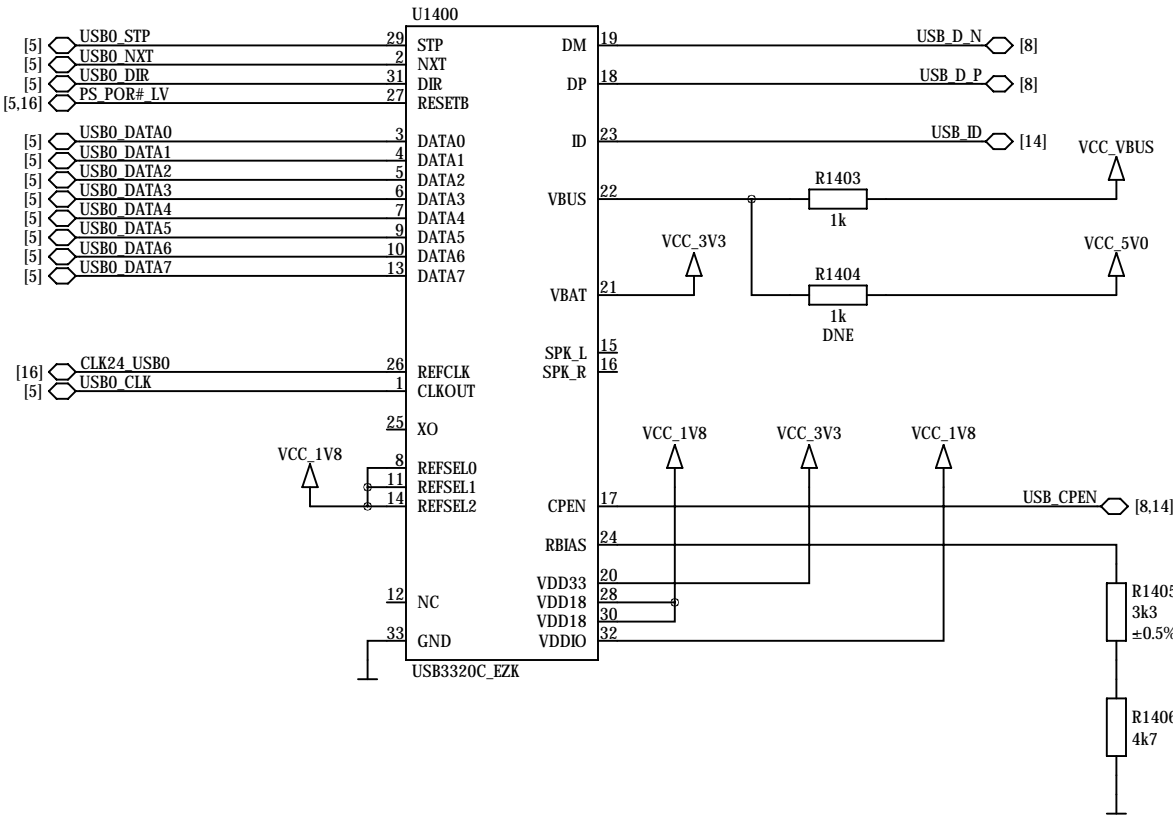 U1400
[5] USB0_STP 29 STP DM 19 USB_D_N [8]
[5] USB0_NXT 2 NXT
[5] USB0_DIR 31 DIR DP 18 USB_D_P [8]
[5,16] PS_POR#_LV 27 RESETB
[5] USB0_DATA0 3 DATA0 ID 23 USB_ID [14]
[5] USB0_DATA1 4 DATA1 VCC_VBUS
[5] USB0_DATA2 5 DATA2 R1403
[5] USB0_DATA3 6 DATA3 VBUS 22
[5] USB0_DATA4 7 DATA4 1k
[5] USB0_DATA5 9 DATA5 VCC_3V3 VCC_5V0
[5] USB0_DATA6 10 DATA6
[5] USB0_DATA7 13 DATA7 R1404
VBAT 21
1k
DNE
SPK_L 15
[16] CLK24_USB0 26 REFCLK SPK_R 16
[5] USB0_CLK 1 CLKOUT
25 XO VCC_1V8 VCC_3V3 VCC_1V8
VCC_1V8
8 REFSEL0
11 REFSEL1
14 REFSEL2 CPEN 17 USB_CPEN [8,14]
RBIAS 24
VDD33 20
12 NC VDD18 28 R1405
VDD18 30 3k3
33 GND VDDIO 32 ±0.5%
USB3320C_EZK
R1406
4k7